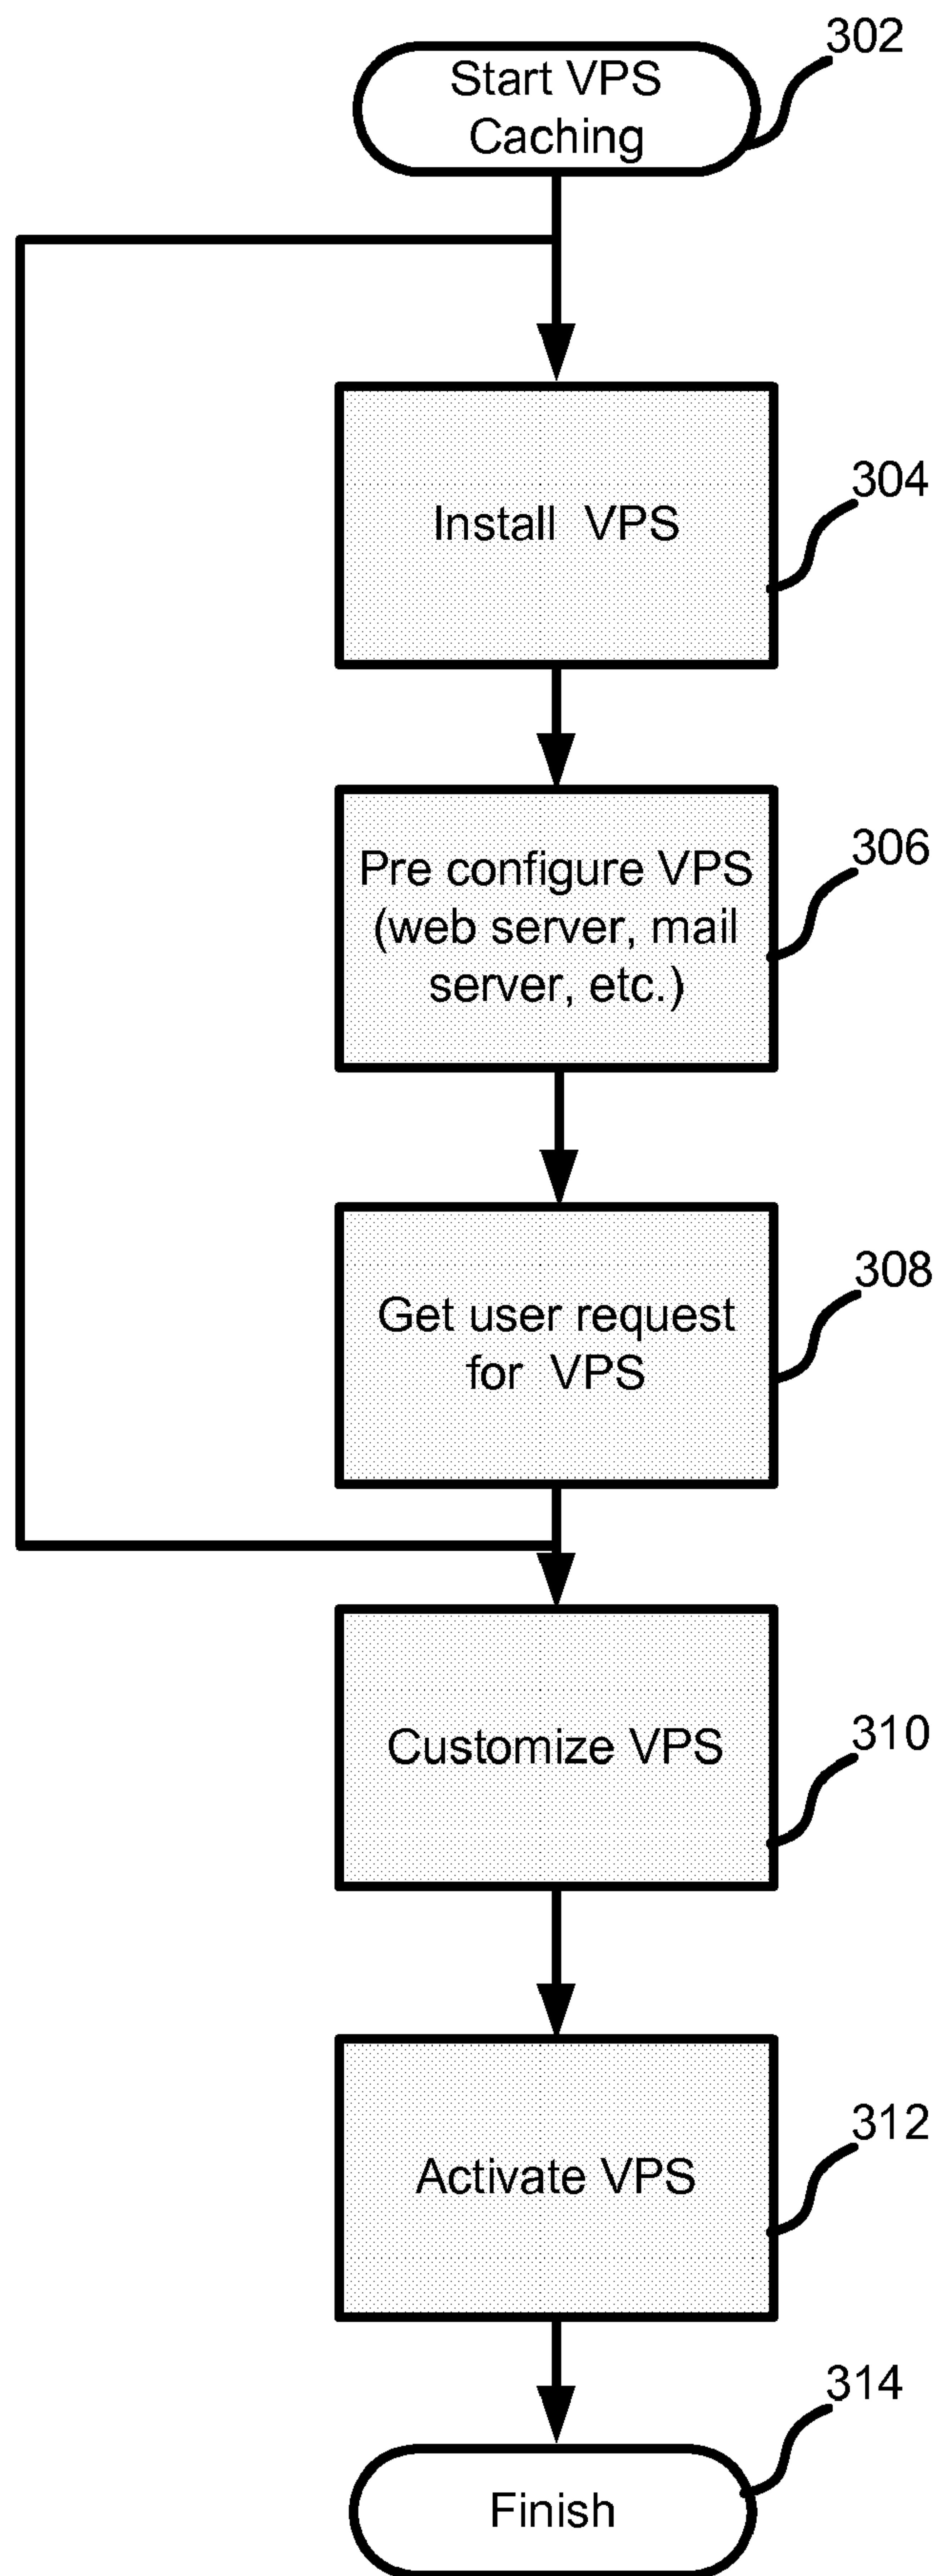 302
Start VPS
Caching
304
Install VPS
306
Pre configure VPS
(web server, mail
server, etc.)
308
Get user request
for VPS
310
Customize VPS
312
Activate VPS
314
Finish